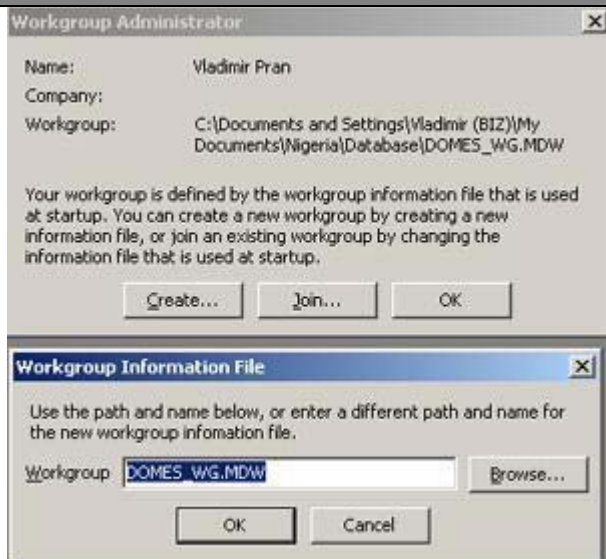 Workgroup Administrator
Name: Vladimir Pran
Company:
Workgroup: C:\Documents and Settings\Vladimir (BIZ)\My
Documents\Nigeria\Database\DOMES_WG.MDW
Your workgroup is defined by the workgroup information file that is used
at startup. You can create a new workgroup by creating a new
information file, or join an existing workgroup by changing the
information file that is used at startup.
Create... Join... OK
Workgroup Information File
Use the path and name below, or enter a different path and name for
the new workgroup infomation file.
Workgroup DOMES_WG.MDW Browse...
OK Cancel